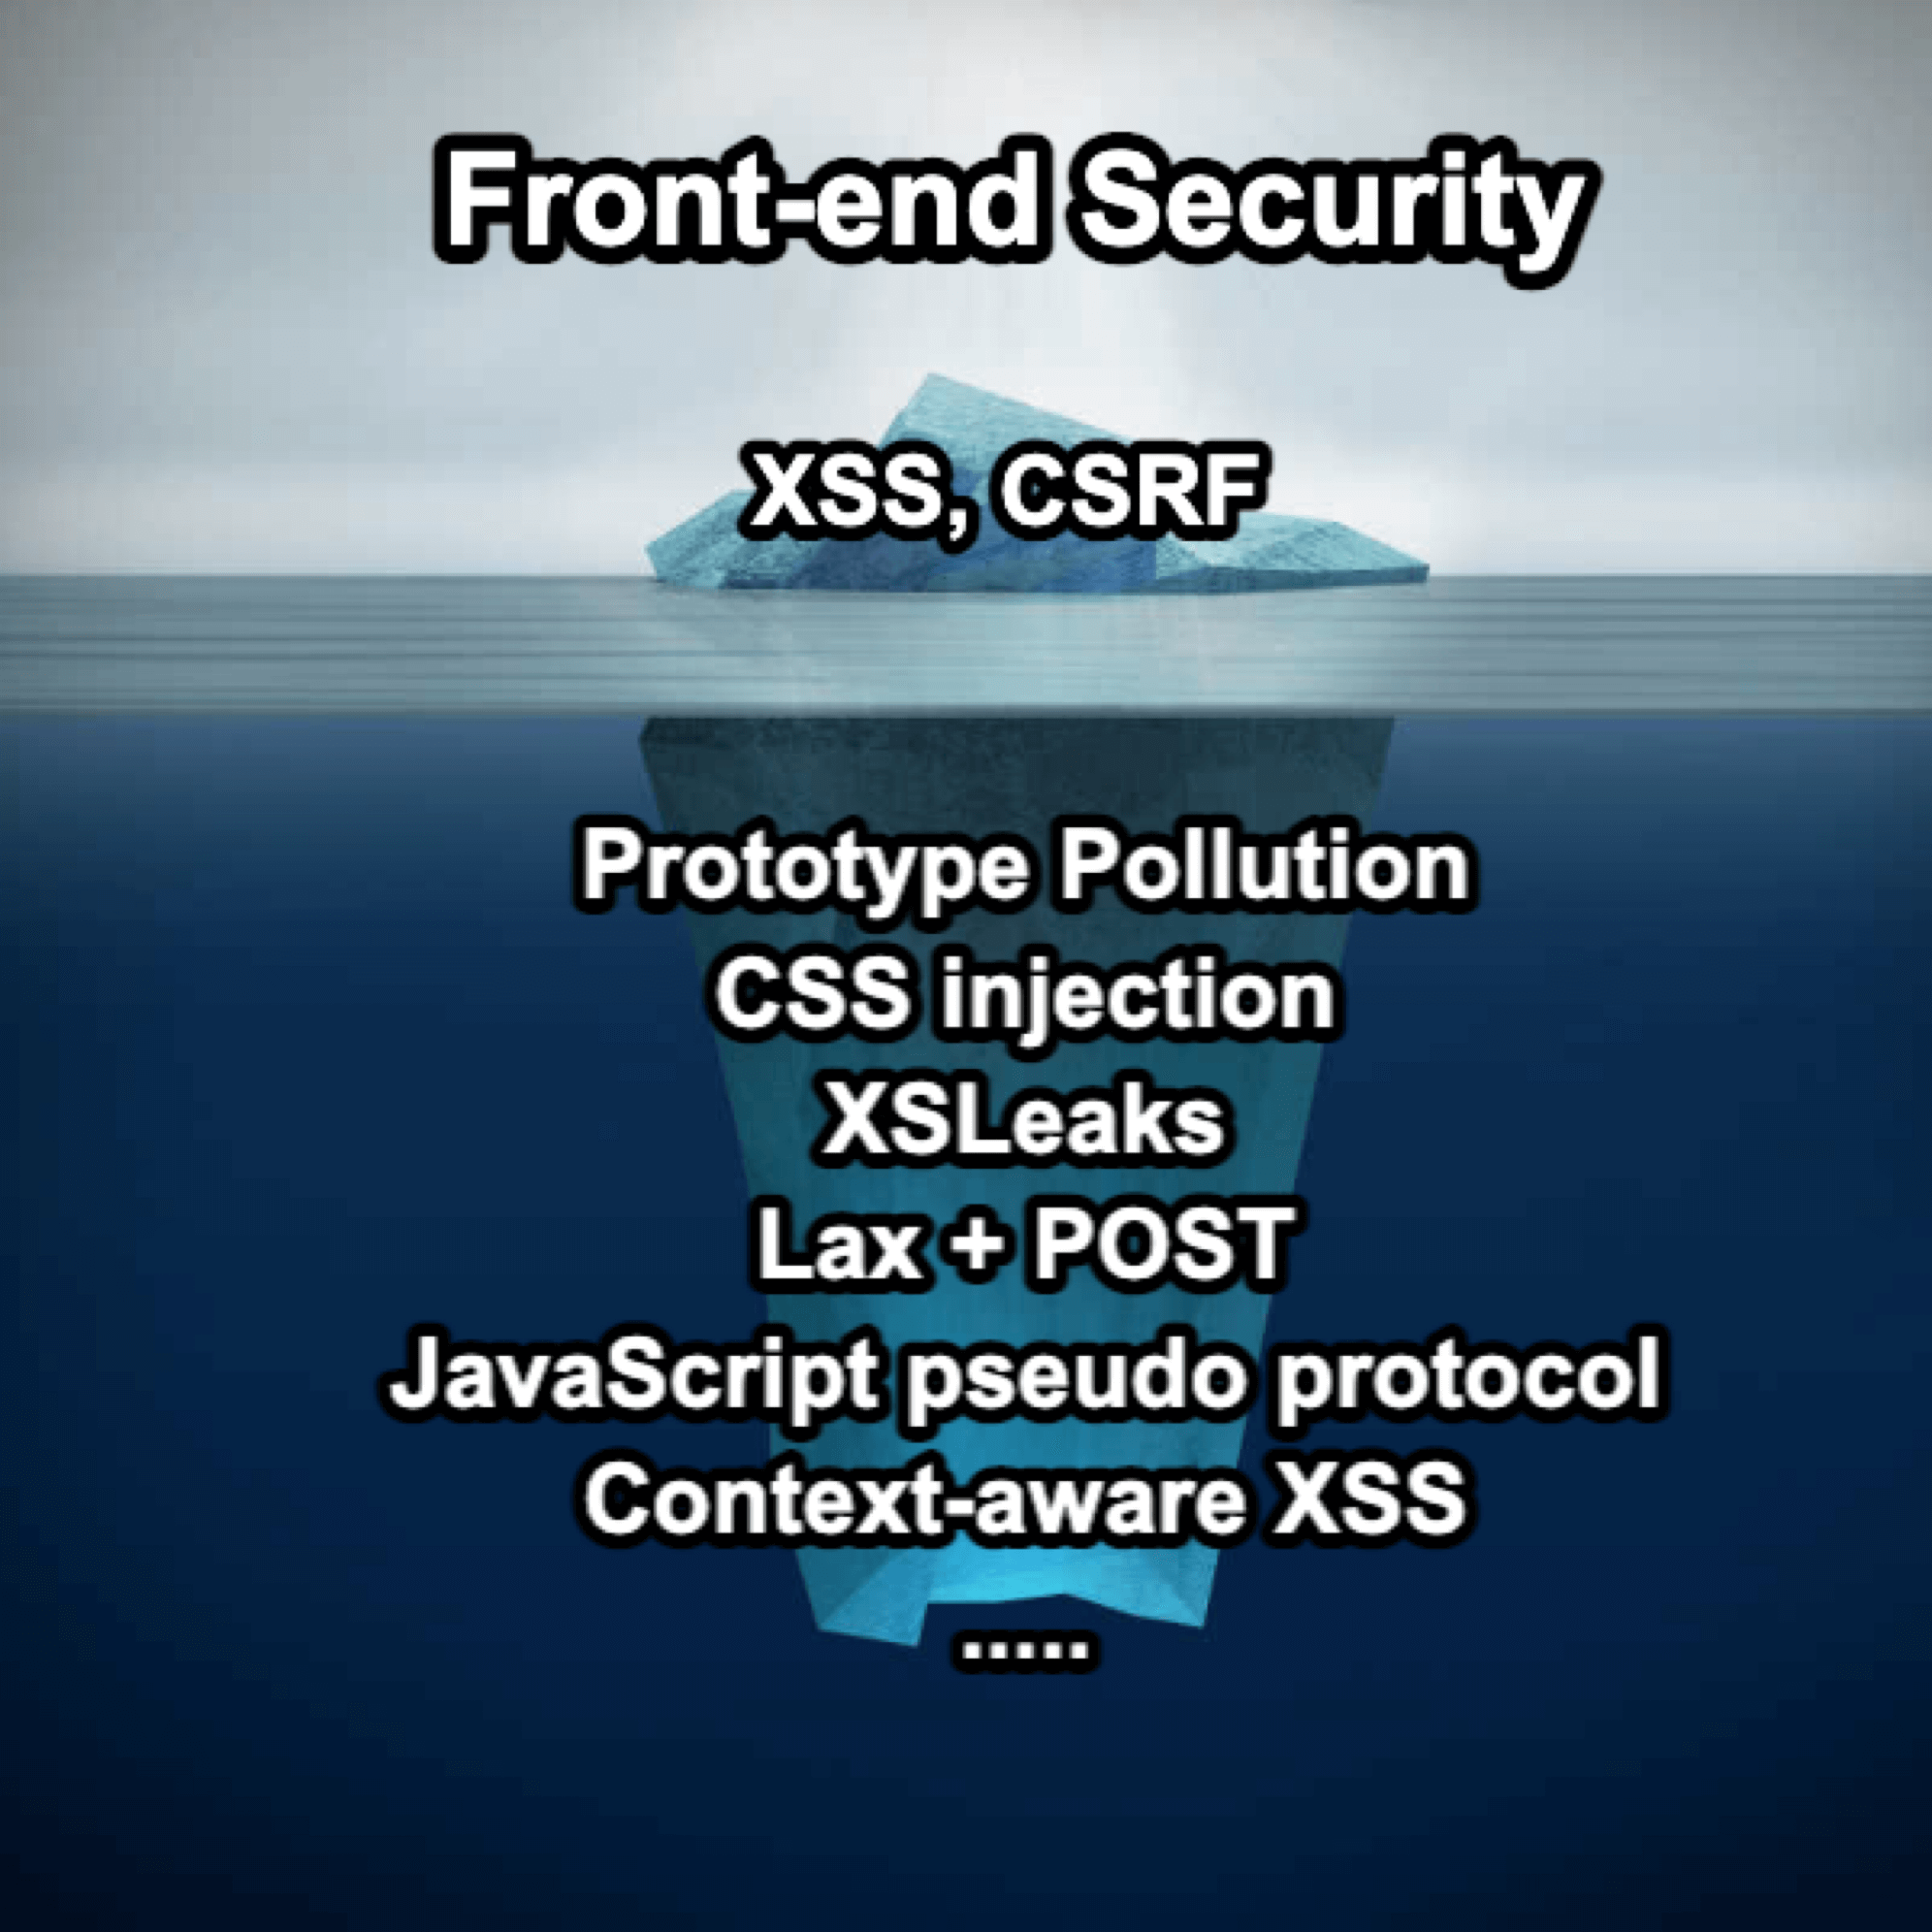 Front-end Security
XSS, CSRF
Prototype Pollution
CSS injection
XSLeaks
Lax + POST
JavaScript pseudo protocol
Context-aware XSS
.....